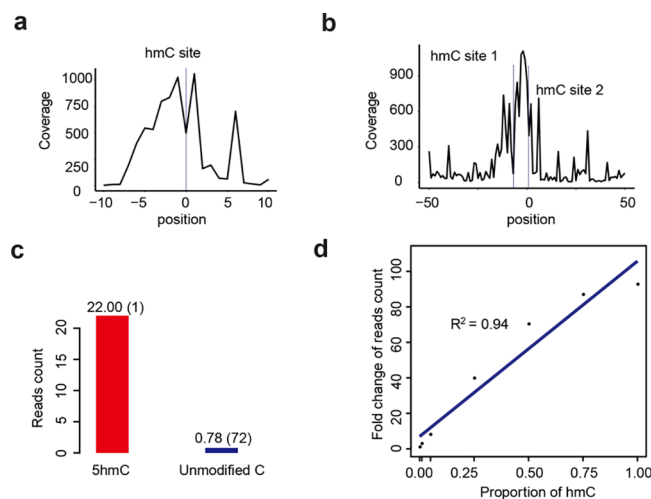 a
hmC site
Coverage
1000
750
500
250
0
−10
−5
0
5
10
position
b
hmC site 1
hmC site 2
Coverage
900
600
300
0
−50
0
50
position
c
22.00 (1)
0.78 (72)
Reads count
20
15
10
5
0
5hmC
Unmodified C
d
R² = 0.94
Fold change of reads count
100
80
60
40
20
0
0.00
0.25
0.50
0.75
1.00
Proportion of hmC